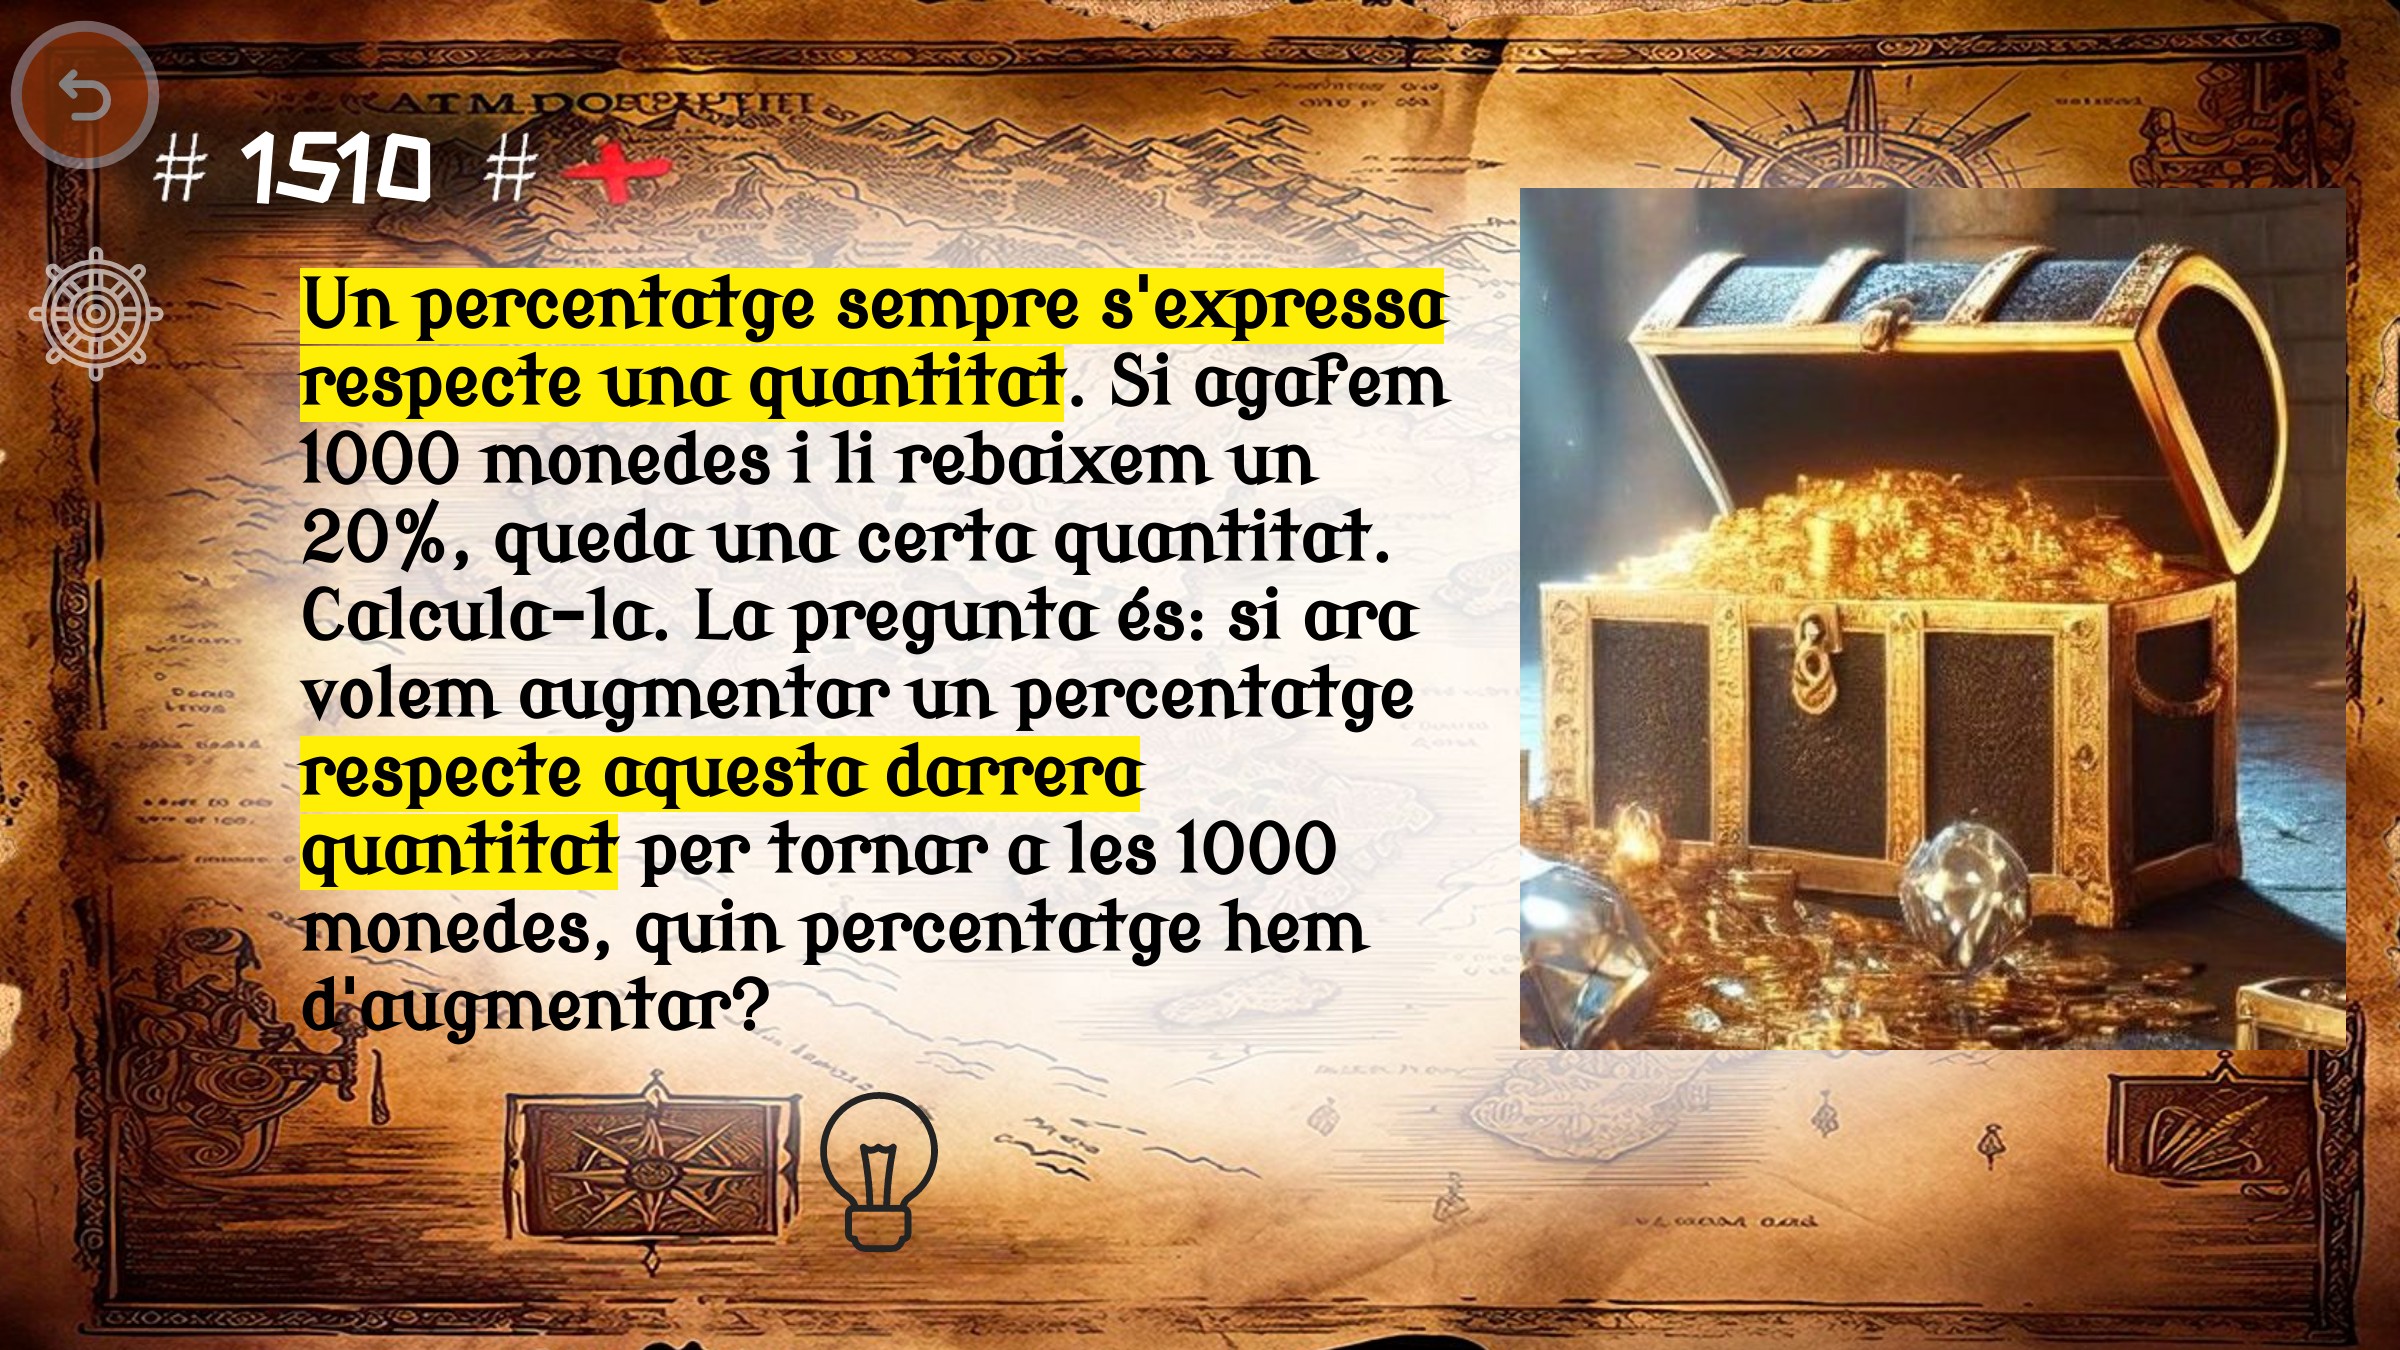 # 1510 #
Un percentatge sempre s'expressa
respecte una quantitat. Si agafem
1000 monedes i li rebaixem un
20%, queda una certa quantitat.
Calcula-la. La pregunta és: si ara
volem augmentar un percentatge
respecte aquesta darrera
quantitat per tornar a les 1000
monedes, quin percentatge hem
d'augmentar?